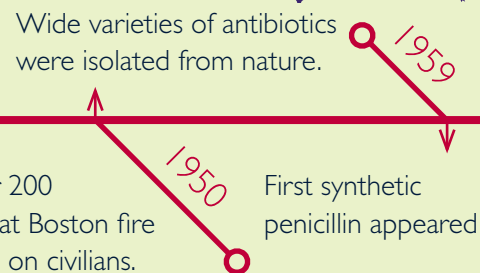 Wide varieties of antibiotics
were isolated from nature.
1959
1950
200
at Boston fire
on civilians.
First synthetic
penicillin appeared